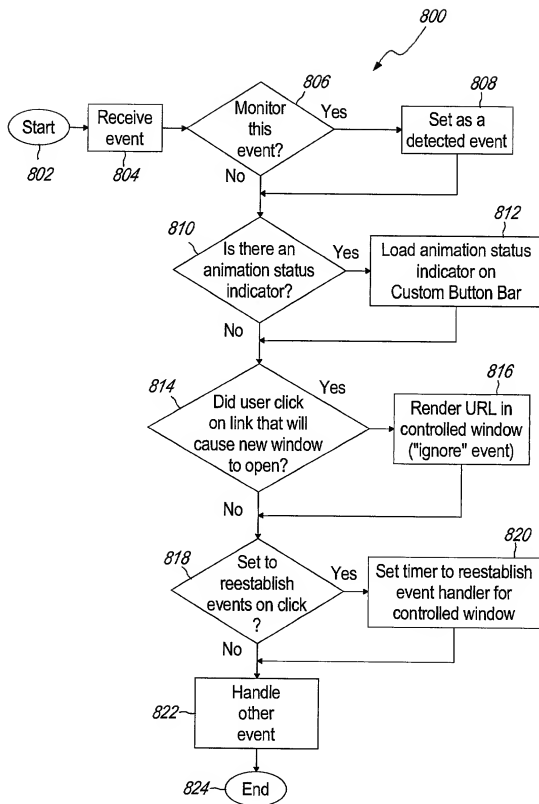 800
806
Monitor
this
event?
Yes
808
Set as a
detected event
Start
802
Receive
event
804
No
810
Is there an
animation status
indicator?
Yes
812
Load animation status
indicator on
Custom Button Bar
No
814
Did user click
on link that will
cause new window
to open?
Yes
816
Render URL in
controlled window
("ignore" event)
No
818
Set to
reestablish
events on click
?
Yes
820
Set timer to reestablish
event handler for
controlled window
No
822
Handle
other
event
824
End